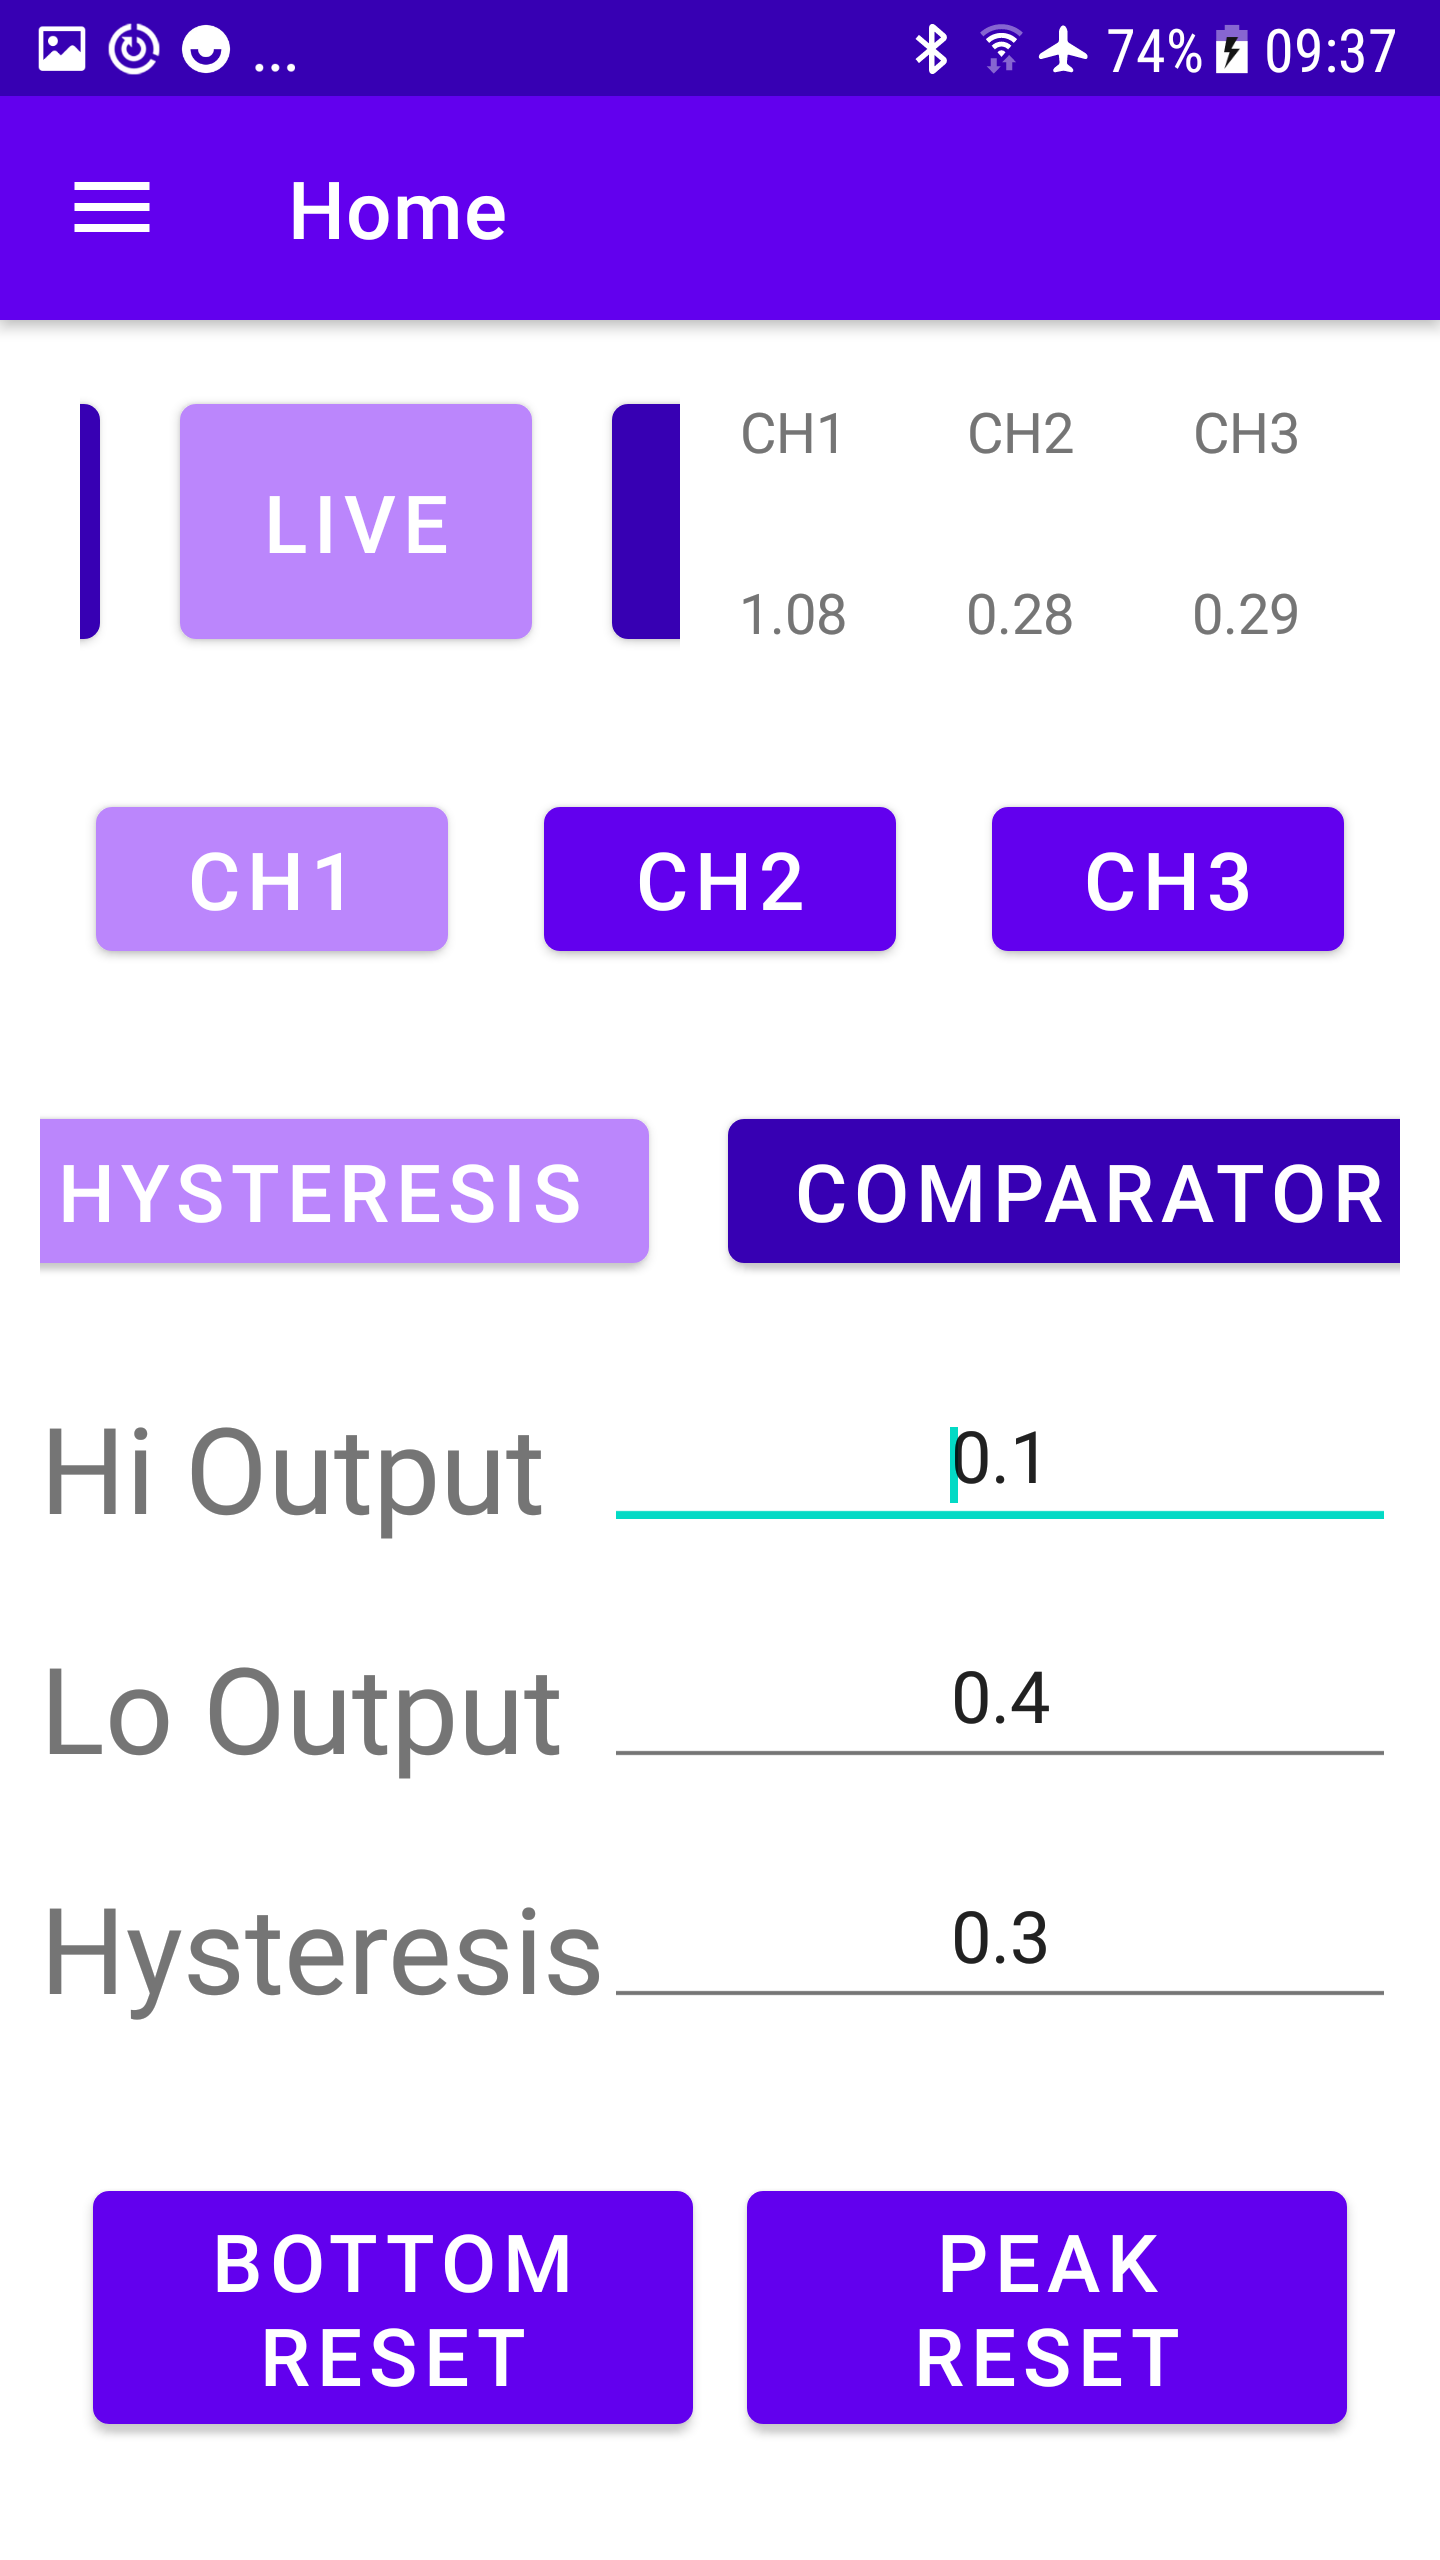 ... 74% 09:37
Home
LIVE
CH1 CH2 CH3
1.08 0.28 0.29
CH1 CH2 CH3
HYSTERESIS COMPARATOR
Hi Output 0.1
Lo Output 0.4
Hysteresis 0.3
BOTTOM
RESET
PEAK
RESET